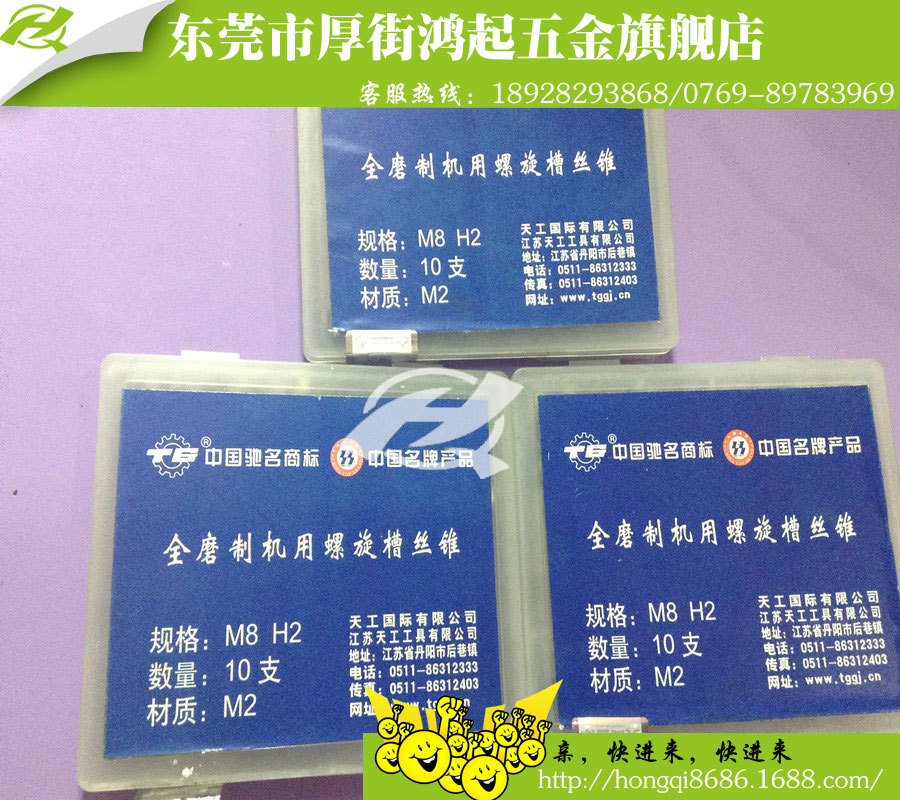 东莞市厚街鸿起五金旗舰店
客服热线：18928293868/0769-89783969
全磨制机用螺旋槽丝锥
规格：M8 H2
数量：10支
材质：M2
天工国际有限公司
江苏天工工具有限公司
地址：江苏省丹阳市后巷镇
电话：0511-86312333
传真：0511-86312403
网址：www.tggj.cn
TG® 中国驰名商标 中国名牌产品
全磨制机用螺旋槽丝锥
规格：M8 H2
数量：10支
材质：M2
天工国际有限公司
江苏天工工具有限公司
地址：江苏省丹阳市后巷镇
电话：0511-86312333
传真：0511-86312403
网址：www.tggj.cn
TG® 中国驰名商标 中国名牌产品
全磨制机用螺旋槽丝锥
规格：M8 H2
数量：10支
材质：M2
天工国际有限公司
江苏天工工具有限公司
地址：江苏省丹阳市后巷镇
电话：0511-86312333
传真：0511-86312403
网址：www.tggj.cn
亲，快进来，快进来
http://hongqi8686.1688.com/